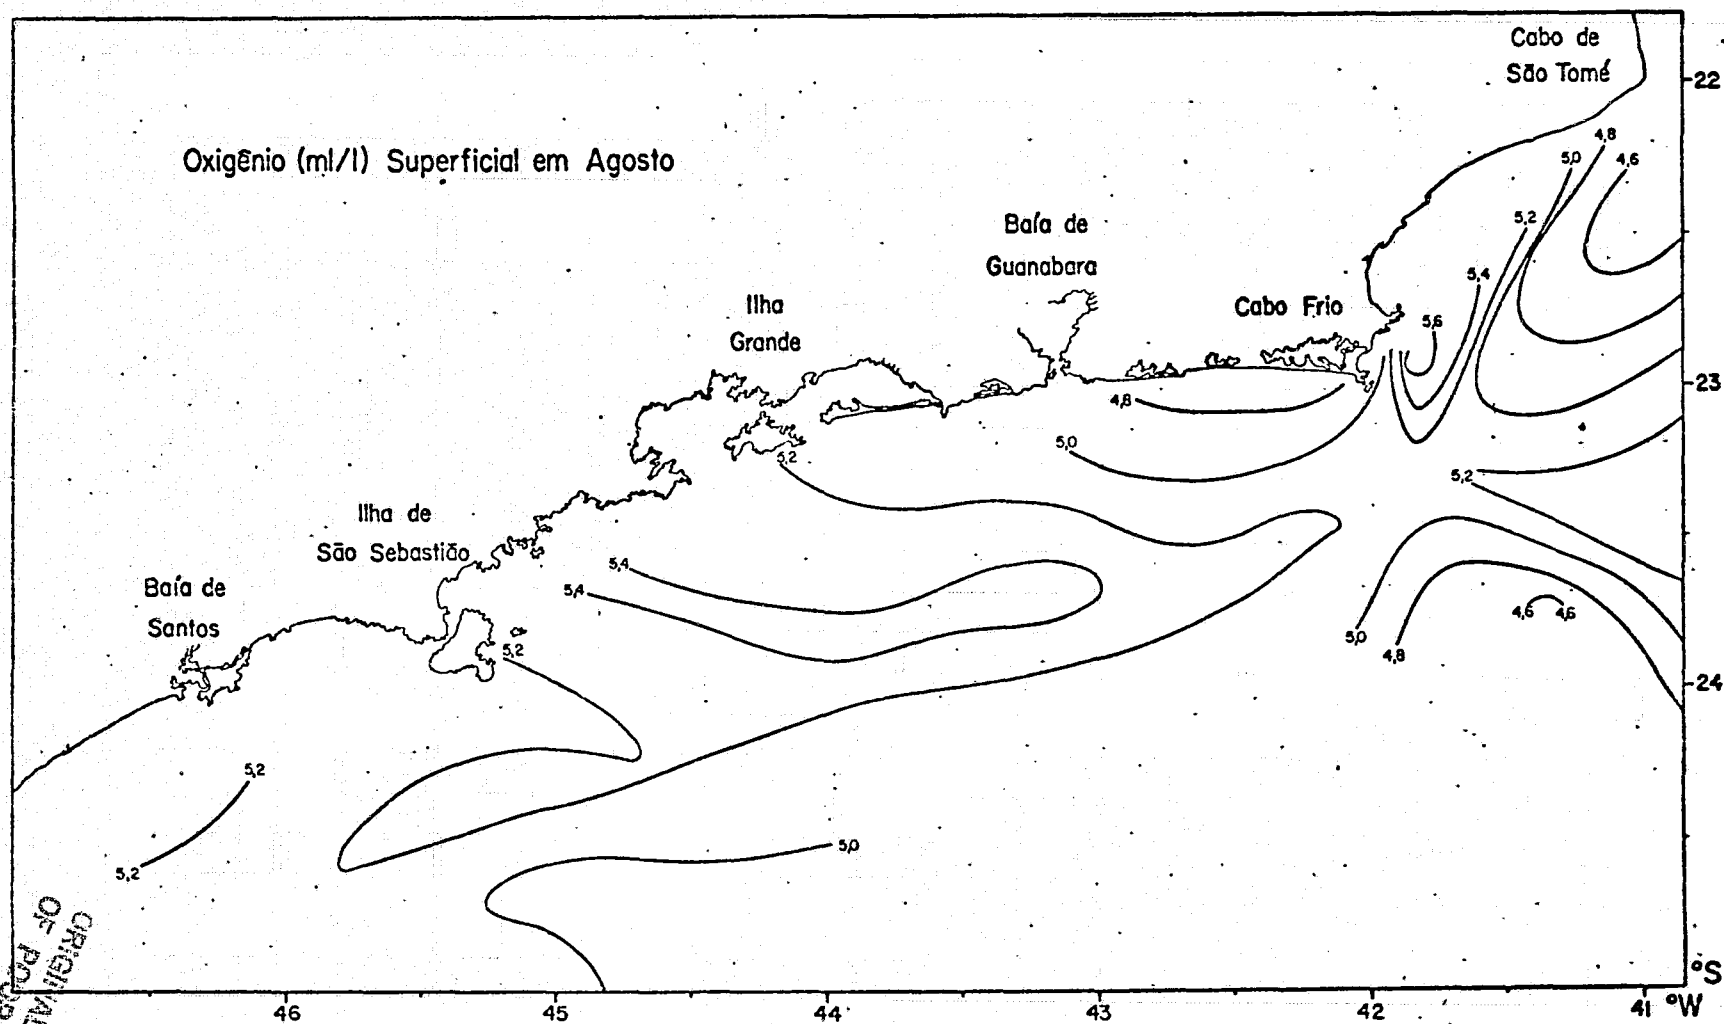 Cabo de
São Tomé
22
4,8
5,0
4,6
Oxigênio (ml/l) Superficial em Agosto
5,2
Baía de
Guanabara
5,4
Ilha
Grande
Cabo Frio
5,6
23
4,8
5,0
5,2
5,2
Ilha de
São Sebastião
5,4
5,4
Baía de
Santos
4,6
4,6
5,0
4,8
5,2
24
5,2
5,2
5,0
ORIGINAL
OF POOR
°S
46
45
44
43
42
41
°W